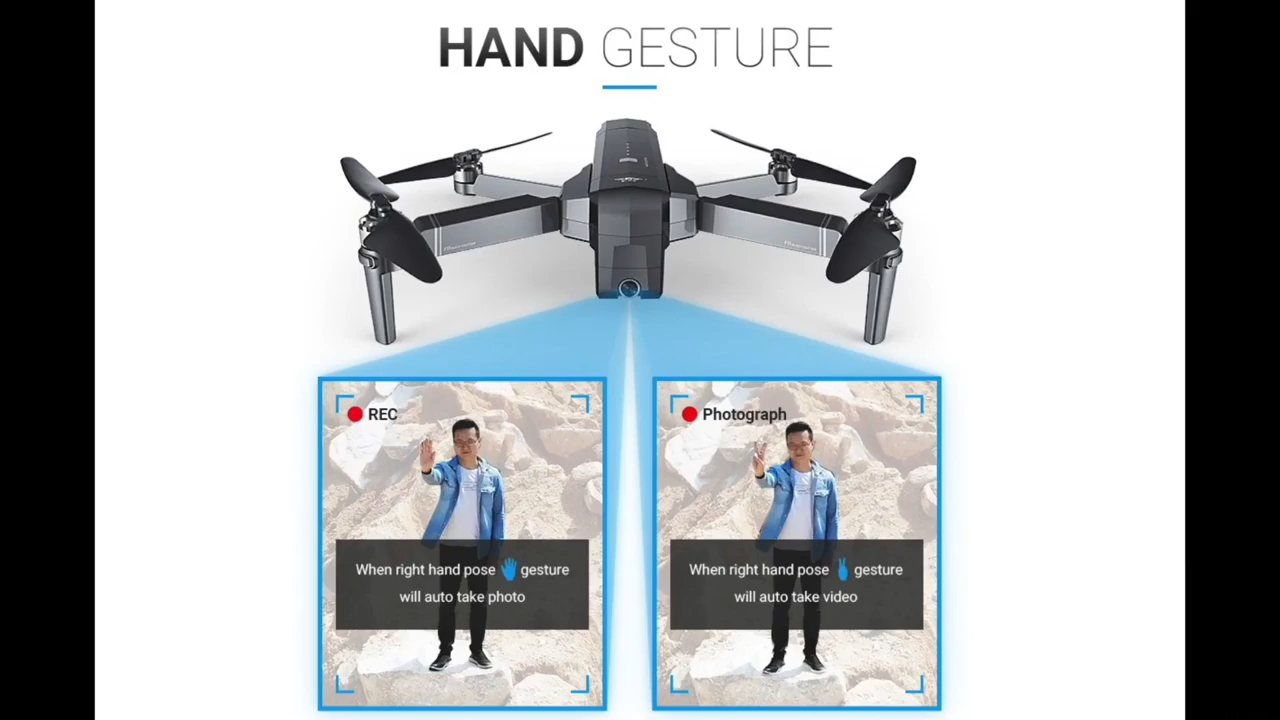 HAND GESTURE
REC
When right hand pose gesture
will auto take photo
Photograph
When right hand pose gesture
will auto take video